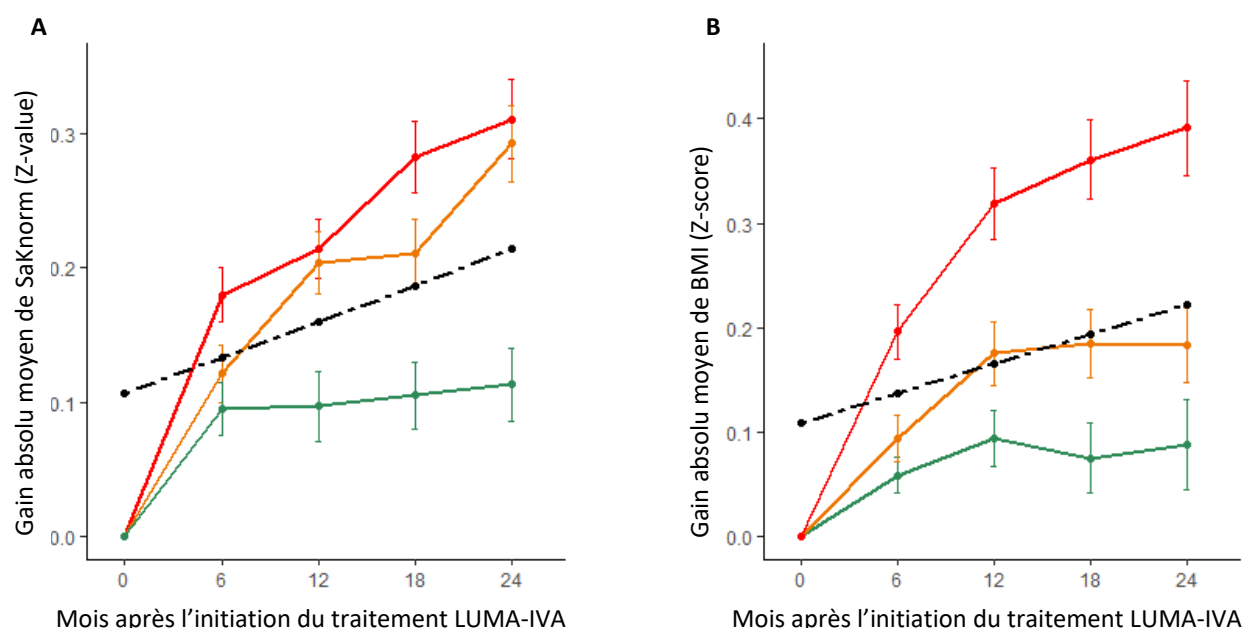 A
Gain absolu moyen de SaKnorm (Z-value)
0.3
0.2
0.1
0.0
0 6 12 18 24
Mois après l'initiation du traitement LUMA-IVA
B
Gain absolu moyen de BMI (Z-score)
0.4
0.3
0.2
0.1
0.0
0 6 12 18 24
Mois après l'initiation du traitement LUMA-IVA